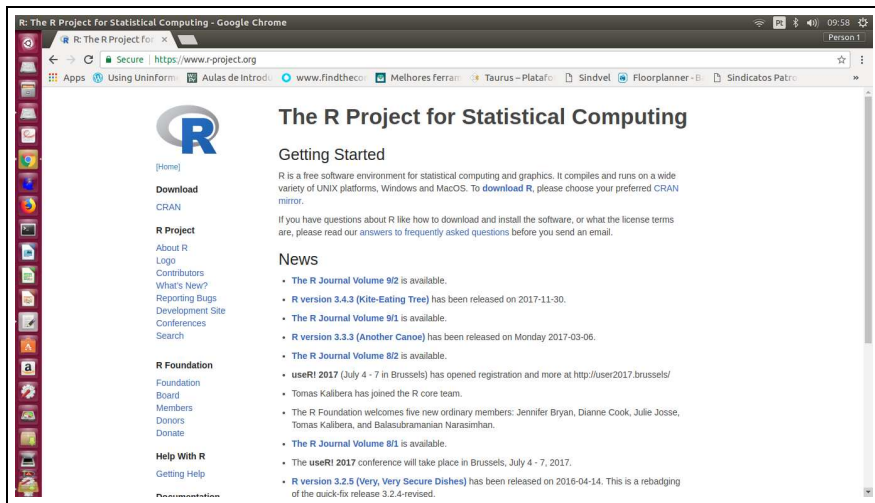 R: The R Project for Statistical Computing - Google Chrome
Pt
09:58
R: The R Project for
Person 1
Secure
https://www.r-project.org
Apps
Using Uninform
Aulas de Introdu
www.findthecon
Melhores ferram
Taurus – Platafo
Sindvel
Floorplanner - B
Sindicatos Patro
»
R
[Home]
Download
CRAN
R Project
About R
Logo
Contributors
What's New?
Reporting Bugs
Development Site
Conferences
Search
R Foundation
Foundation
Board
Members
Donors
Donate
Help With R
Getting Help
Documentation
The R Project for Statistical Computing
Getting Started
R is a free software environment for statistical computing and graphics. It compiles and runs on a wide
variety of UNIX platforms, Windows and MacOS. To download R, please choose your preferred CRAN
mirror.
If you have questions about R like how to download and install the software, or what the license terms
are, please read our answers to frequently asked questions before you send an email.
News
• The R Journal Volume 9/2 is available.
• R version 3.4.3 (Kite-Eating Tree) has been released on 2017-11-30.
• The R Journal Volume 9/1 is available.
• R version 3.3.3 (Another Canoe) has been released on Monday 2017-03-06.
• The R Journal Volume 8/2 is available.
• useR! 2017 (July 4 - 7 in Brussels) has opened registration and more at http://user2017.brussels/
• Tomas Kalibera has joined the R core team.
• The R Foundation welcomes five new ordinary members: Jennifer Bryan, Dianne Cook, Julie Josse,
Tomas Kalibera, and Balasubramanian Narasimhan.
• The R Journal Volume 8/1 is available.
• The useR! 2017 conference will take place in Brussels, July 4 - 7, 2017.
• R version 3.2.5 (Very, Very Secure Dishes) has been released on 2016-04-14. This is a rebadging
of the quick-fix release 3.2.4-revised.